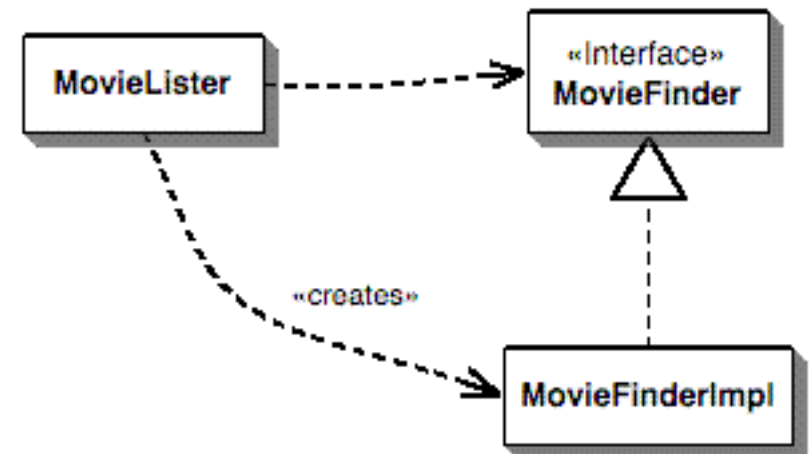 MovieLister
«Interface»
MovieFinder
«creates»
MovieFinderImpl